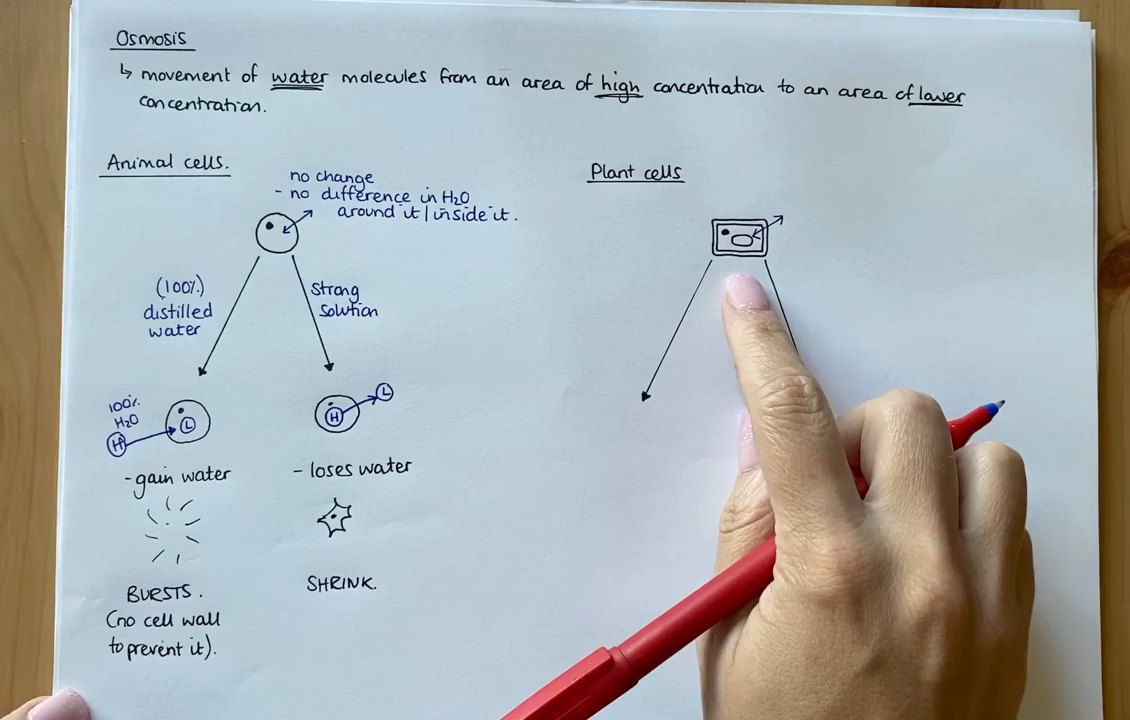 Osmosis
↳ movement of water molecules from an area of high concentration to an area of lower
concentration.
Animal cells.
no change
- no difference in H₂O
around it / inside it.
Plant cells
(100%)
distilled
water
Strong
Solution
100%
H₂O
H
L
H
L
- gain water
- loses water
BURSTS.
(no cell wall
to prevent it).
SHRINK.